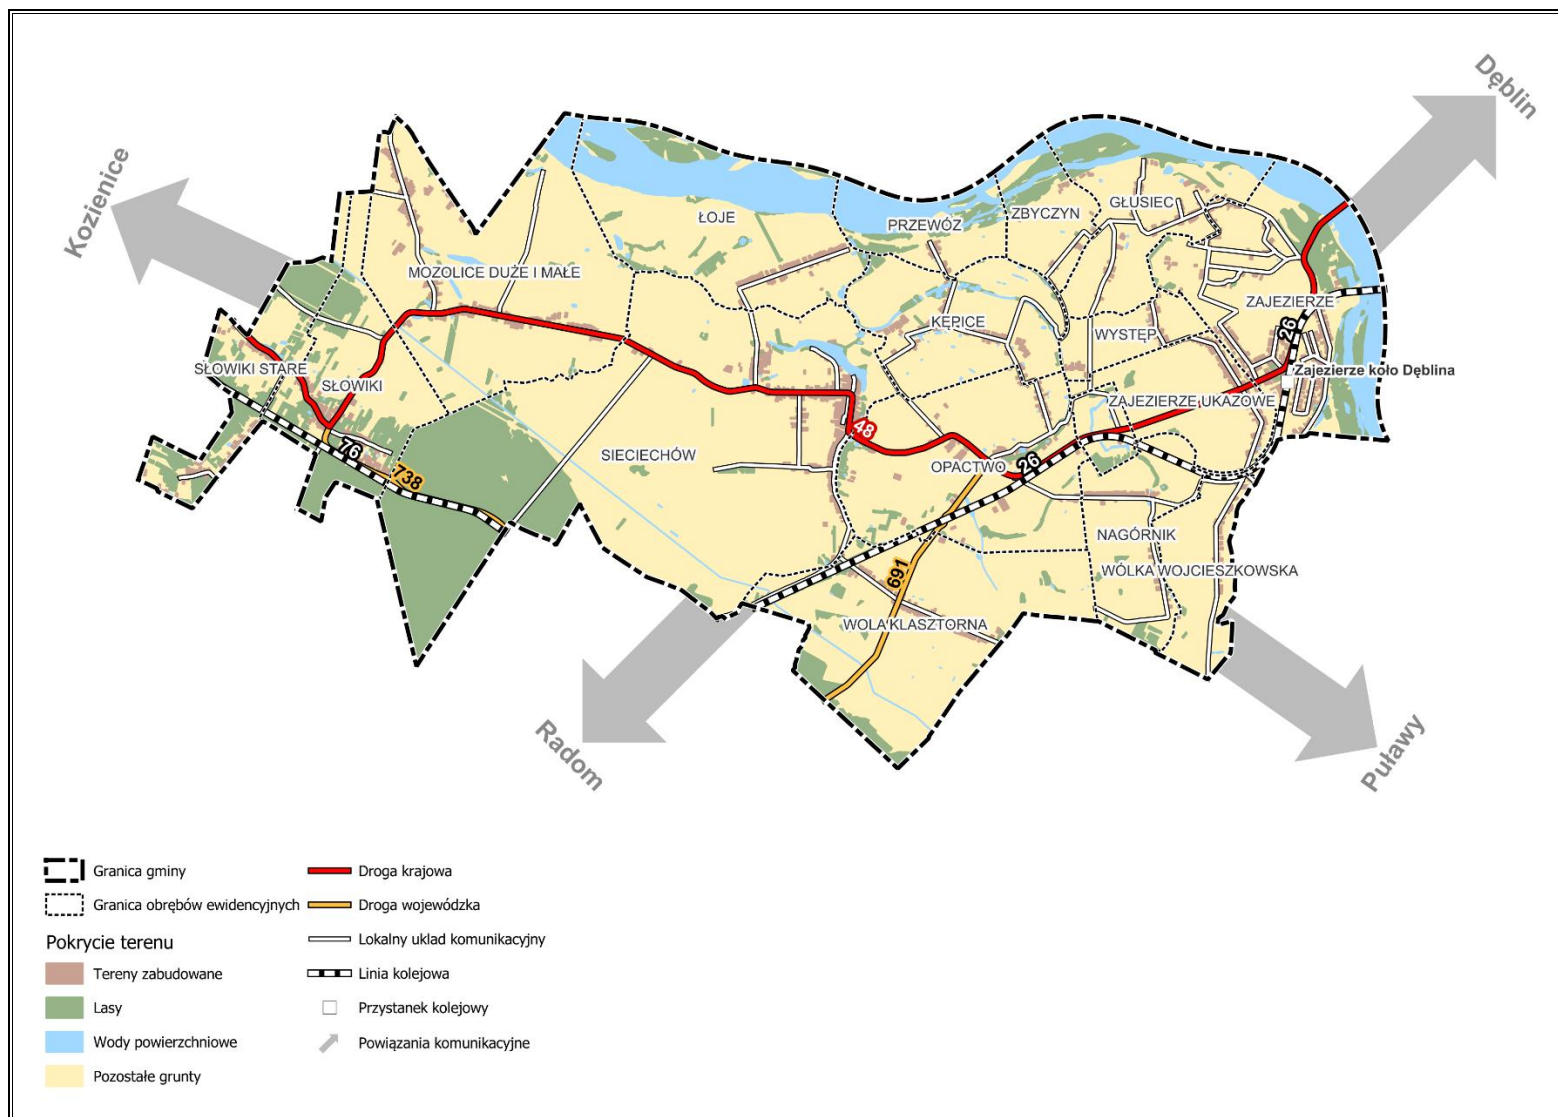 Dęblin
Kozienice
GŁUSIEC
ZBYCZYN
ŁOJE
PRZEWÓZ
MOZOLICE DUŻE I MAŁE
ZAJEZIERZE
KĘPICE
WYSTĘP
26
SŁOWIKI STARE
Zajezierze koło Dęblina
SŁOWIKI
ZAJEZIERZE UKAZOWE
48
76
SIECIECHÓW
26
OPACTWO
738
NAGÓRNIK
691
WÓLKA WOJCIESZKOWSKA
WOLA KLASZTORNA
Radom
Puławy
Granica gminy
Granica obrębów ewidencyjnych
Pokrycie terenu
Tereny zabudowane
Lasy
Wody powierzchniowe
Pozostałe grunty
Droga krajowa
Droga wojewódzka
Lokalny uklad komunikacyjny
Linia kolejowa
Przystanek kolejowy
Powiązania komunikacyjne